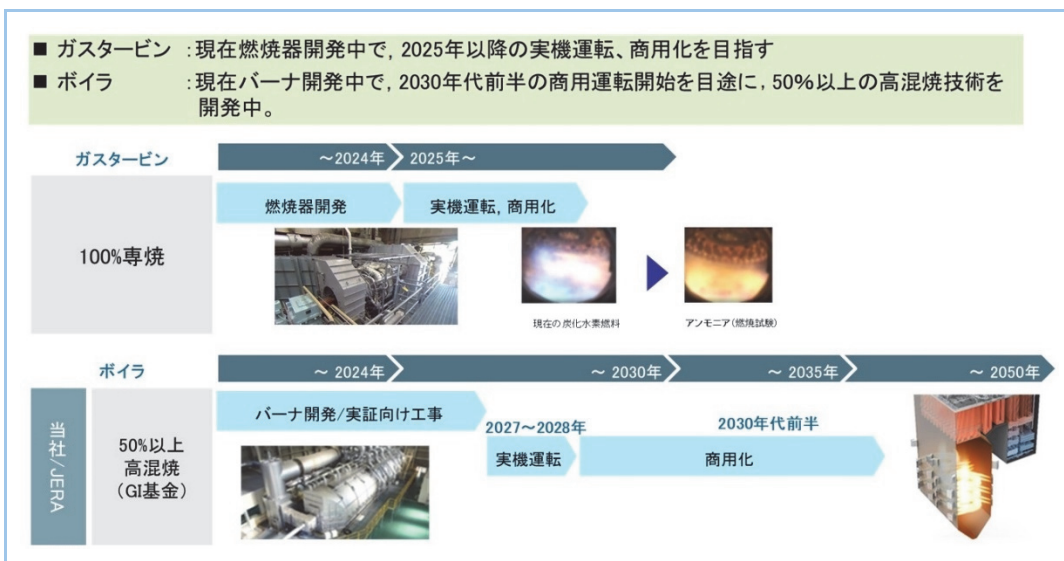 ■ ガスタービン :現在燃焼器開発中で, 2025年以降の実機運転、商用化を目指す
■ ボイラ :現在バーナ開発中で, 2030年代前半の商用運転開始を目途に, 50%以上の高混焼技術を
開発中。
ガスタービン
~2024年
2025年~
100%専焼
燃焼器開発
実機運転, 商用化
現在の炭化水素燃料
アンモニア(燃焼試験)
ボイラ
~ 2024年
~ 2030年
~ 2035年
~ 2050年
当社/JERA
50%以上
高混焼
(GI基金)
バーナ開発/実証向け工事
2027~2028年
実機運転
2030年代前半
商用化